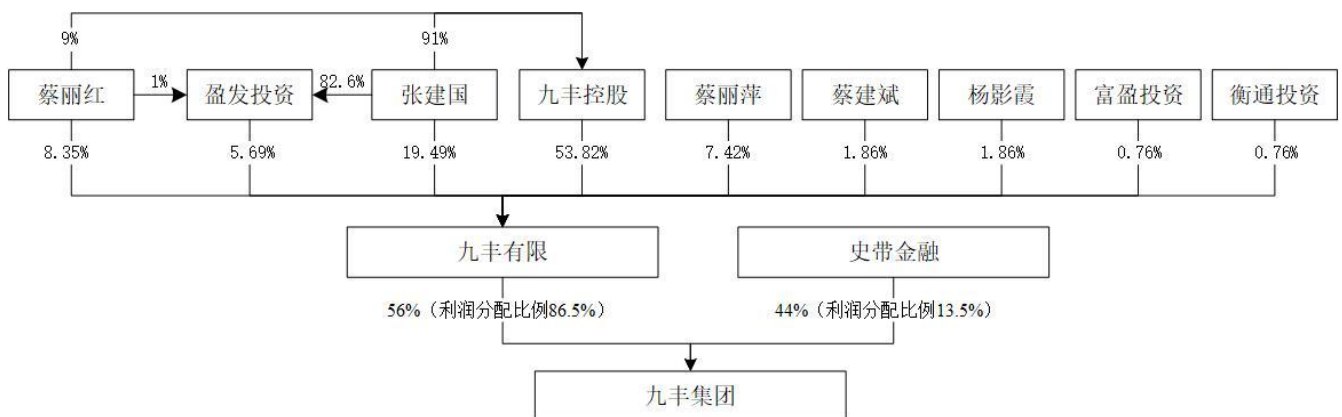 9%
91%
蔡丽红
1%
盈发投资
82.6%
张建国
九丰控股
蔡丽萍
蔡建斌
杨影霞
富盈投资
衡通投资
8.35%
5.69%
19.49%
53.82%
7.42%
1.86%
1.86%
0.76%
0.76%
九丰有限
史带金融
56%（利润分配比例86.5%）
44%（利润分配比例13.5%）
九丰集团